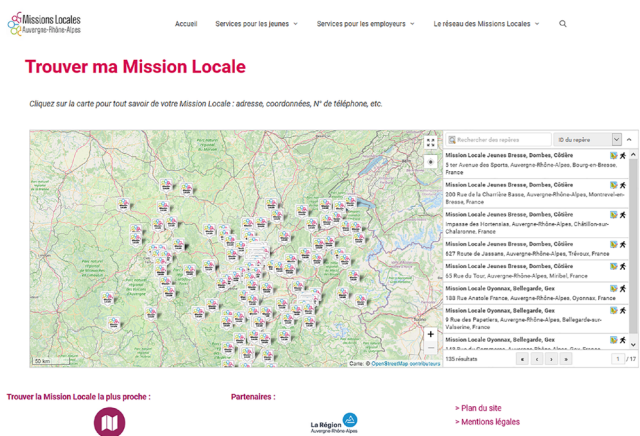 Missions Locales
Auvergne-Rhône-Alpes
Accueil
Services pour les jeunes
Services pour les employeurs
Le réseau des Missions Locales
Trouver ma Mission Locale
Cliquez sur la carte pour tout savoir de votre Mission Locale : adresse, coordonnées, N° de téléphone, etc.
Rechercher des repères
ID du repère
Mission Locale Jeunes Bresse, Dombes, Côtière
5 ter Avenue des Sports, Auvergne-Rhône-Alpes, Bourg-en-Bresse,
France
Mission Locale Jeunes Bresse, Dombes, Côtière
200 Rue de la Charrière Basse, Auvergne-Rhône-Alpes, Montrevel-en-
Bresse, France
Mission Locale Jeunes Bresse, Dombes, Côtière
Impasse des Hortensias, Auvergne-Rhône-Alpes, Châtillon-sur-
Chalaronne, France
Mission Locale Jeunes Bresse, Dombes, Côtière
627 Route de Jassans, Auvergne-Rhône-Alpes, Trévoux, France
Mission Locale Jeunes Bresse, Dombes, Côtière
65 Rue du Tour, Auvergne-Rhône-Alpes, Miribel, France
Mission Locale Oyonnax, Bellegarde, Gex
188 Rue Anatole France, Auvergne-Rhône-Alpes, Oyonnax, France
Mission Locale Oyonnax, Bellegarde, Gex
9 Rue des Papetiers, Auvergne-Rhône-Alpes, Bellegarde-sur-
Valserine, France
Mission Locale Oyonnax, Bellegarde, Gex
50 km
Carte: © OpenStreetMap contributors
135 résultats
« ‹ › »
1 / 17
Trouver la Mission Locale la plus proche :
Partenaires :
La Région
Auvergne-Rhône-Alpes
> Plan du site
> Mentions légales